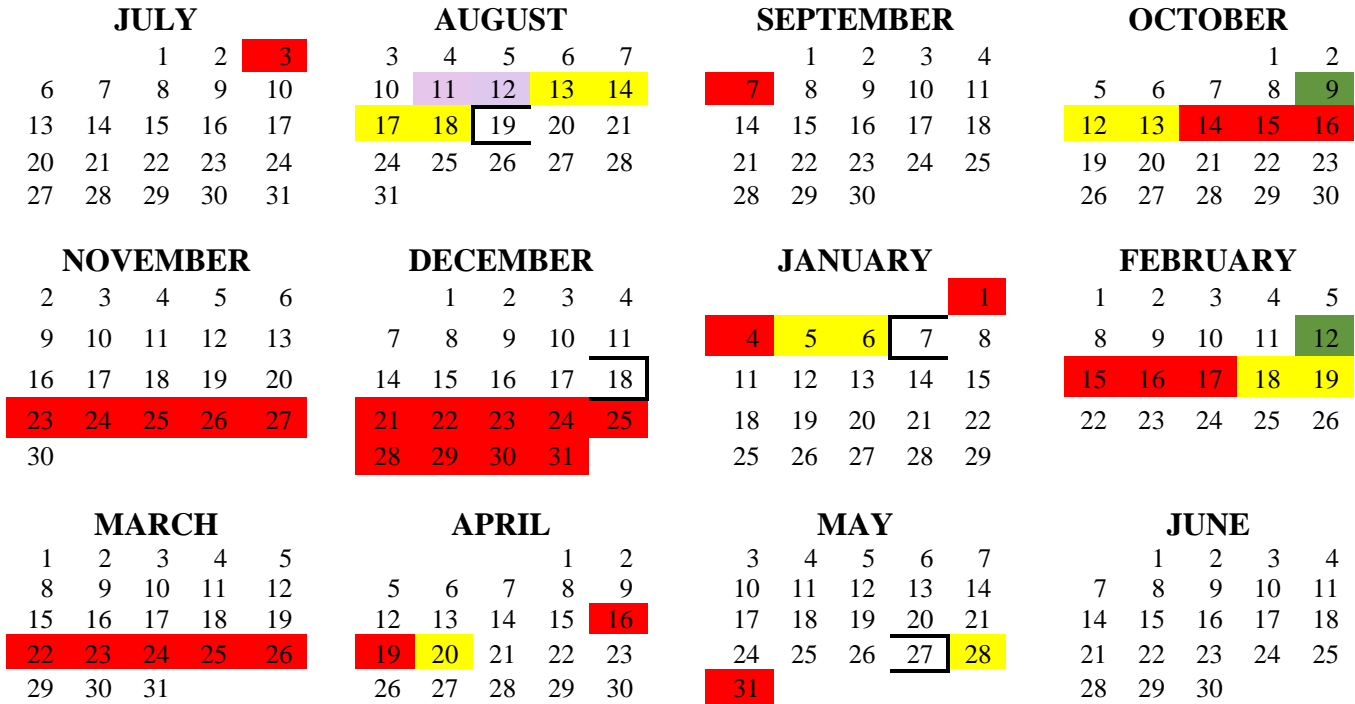 JULY AUGUST SEPTEMBER OCTOBER
1 2 3 3 4 5 6 7 1 2 3 4 1 2
6 7 8 9 10 10 11 12 13 14 7 8 9 10 11 5 6 7 8 9
13 14 15 16 17 17 18 19 20 21 14 15 16 17 18 12 13 14 15 16
20 21 22 23 24 24 25 26 27 28 21 22 23 24 25 19 20 21 22 23
27 28 29 30 31 31 28 29 30 26 27 28 29 30
NOVEMBER DECEMBER JANUARY FEBRUARY
2 3 4 5 6 1 2 3 4 1 1 2 3 4 5
9 10 11 12 13 7 8 9 10 11 4 5 6 7 8 8 9 10 11 12
16 17 18 19 20 14 15 16 17 18 11 12 13 14 15 15 16 17 18 19
23 24 25 26 27 21 22 23 24 25 18 19 20 21 22 22 23 24 25 26
30 28 29 30 31 25 26 27 28 29
MARCH APRIL MAY JUNE
1 2 3 4 5 1 2 3 4 5 6 7 1 2 3 4
8 9 10 11 12 5 6 7 8 9 10 11 12 13 14 7 8 9 10 11
15 16 17 18 19 12 13 14 15 16 17 18 19 20 21 14 15 16 17 18
22 23 24 25 26 19 20 21 22 23 24 25 26 27 28 21 22 23 24 25
29 30 31 26 27 28 29 30 31 28 29 30